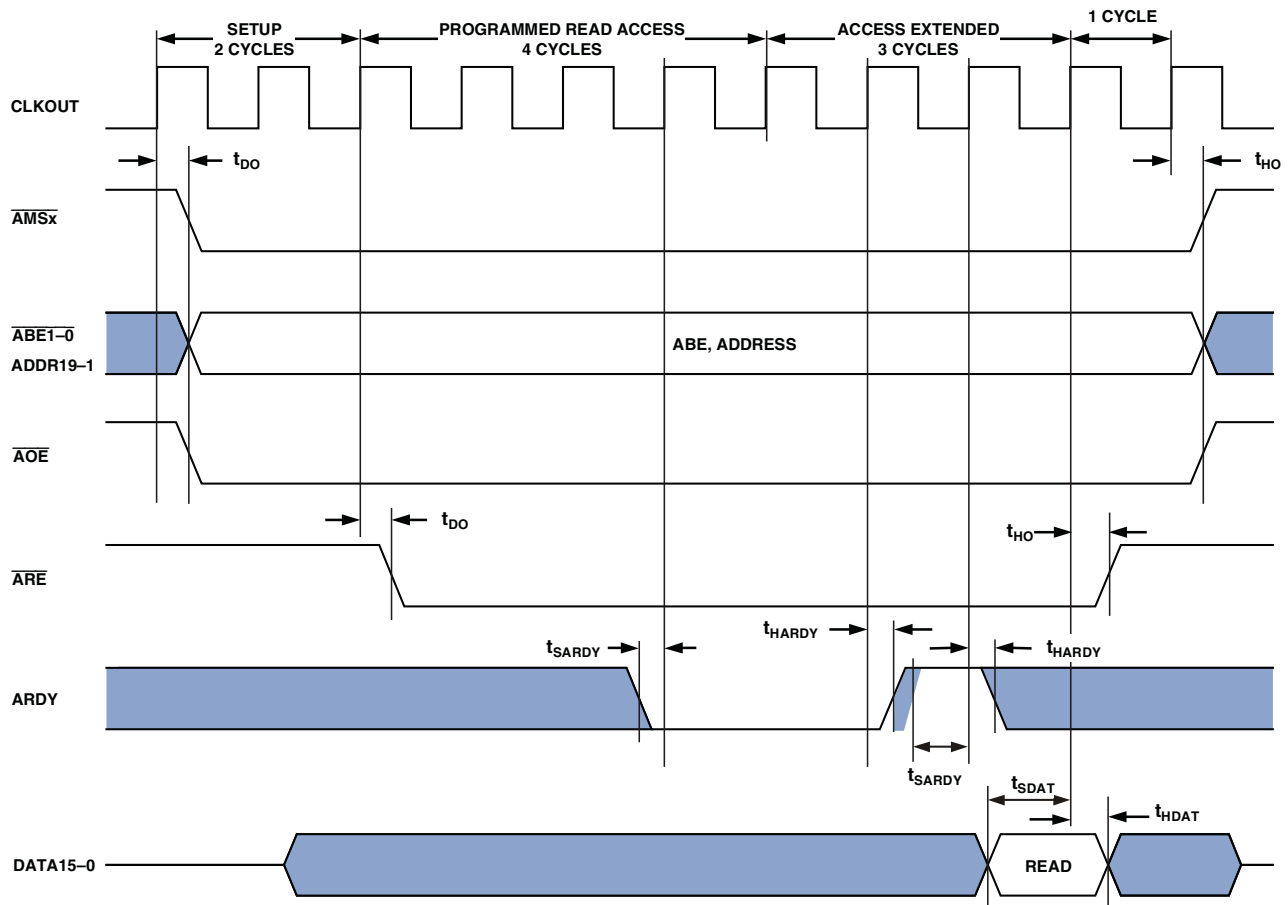 SETUP
2 CYCLES
PROGRAMMED READ ACCESS
4 CYCLES
ACCESS EXTENDED
3 CYCLES
1 CYCLE
CLKOUT
tDO
tHO
AMSx
ABE1–0
ADDR19–1
ABE, ADDRESS
AOE
tDO
tHO
ARE
tHARDY
tSARDY
tHARDY
ARDY
tSARDY
tSDAT
tHDAT
DATA15–0
READ